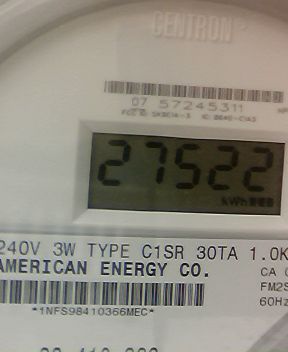 CENTRON®
07 57245311
27522
kWh
240V 3W TYPE C1SR 30TA 1.0K
AMERICAN ENERGY CO.
CA
FM2S
60Hz
*1NFS98410366MEC*